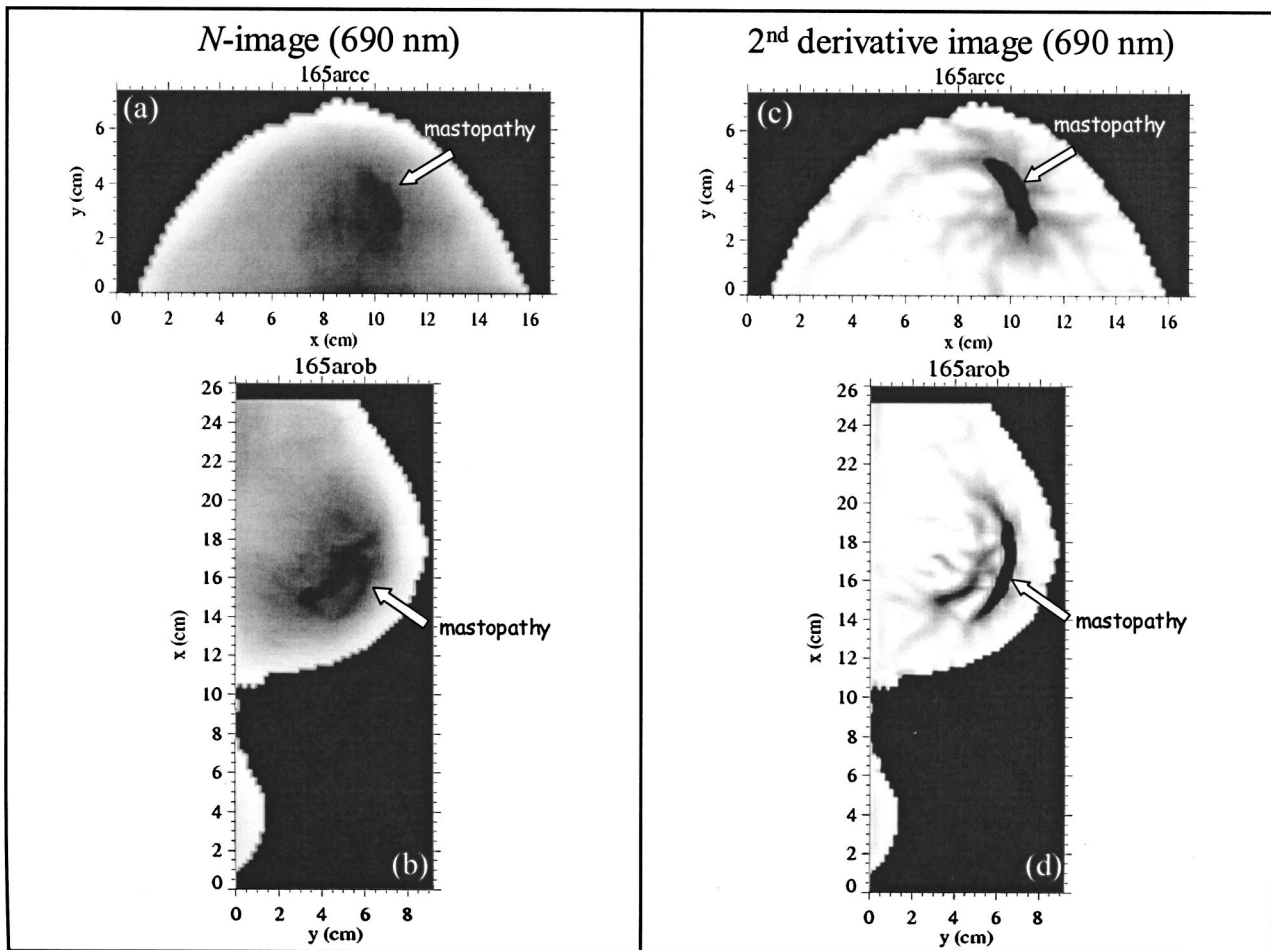 N-image (690 nm)
165arcc
(a)
mastopathy
6
4
2
0
y (cm)
0 2 4 6 8 10 12 14 16
x (cm)
165arob
26
24
22
20
18
16
14
12
10
8
6
4
2
0
x (cm)
mastopathy
(b)
0 2 4 6 8
y (cm)
2nd derivative image (690 nm)
165arcc
(c)
mastopathy
6
4
2
0
y (cm)
0 2 4 6 8 10 12 14 16
x (cm)
165arob
26
24
22
20
18
16
14
12
10
8
6
4
2
0
x (cm)
mastopathy
(d)
0 2 4 6 8
y (cm)